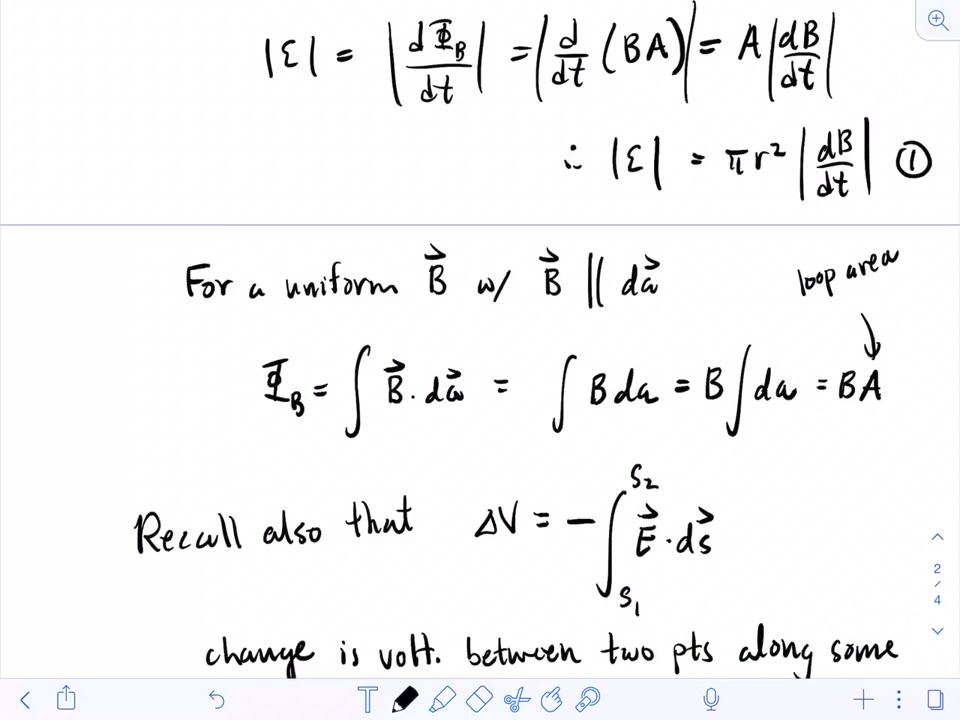 |ε| = |dΦ_B/dt| = |d/dt (BA)| = A|dB/dt|
∴ |ε| = πr² |dB/dt| ①
For a uniform B⃗ w/ B⃗ || da⃗
loop area
Φ_B = ∫ B⃗ · da⃗ = ∫ B da = B ∫ da = BA
Recall also that ΔV = − ∫_{S₁}^{S₂} E⃗ · ds⃗
change is volt. between two pts along some
2
/
4
T